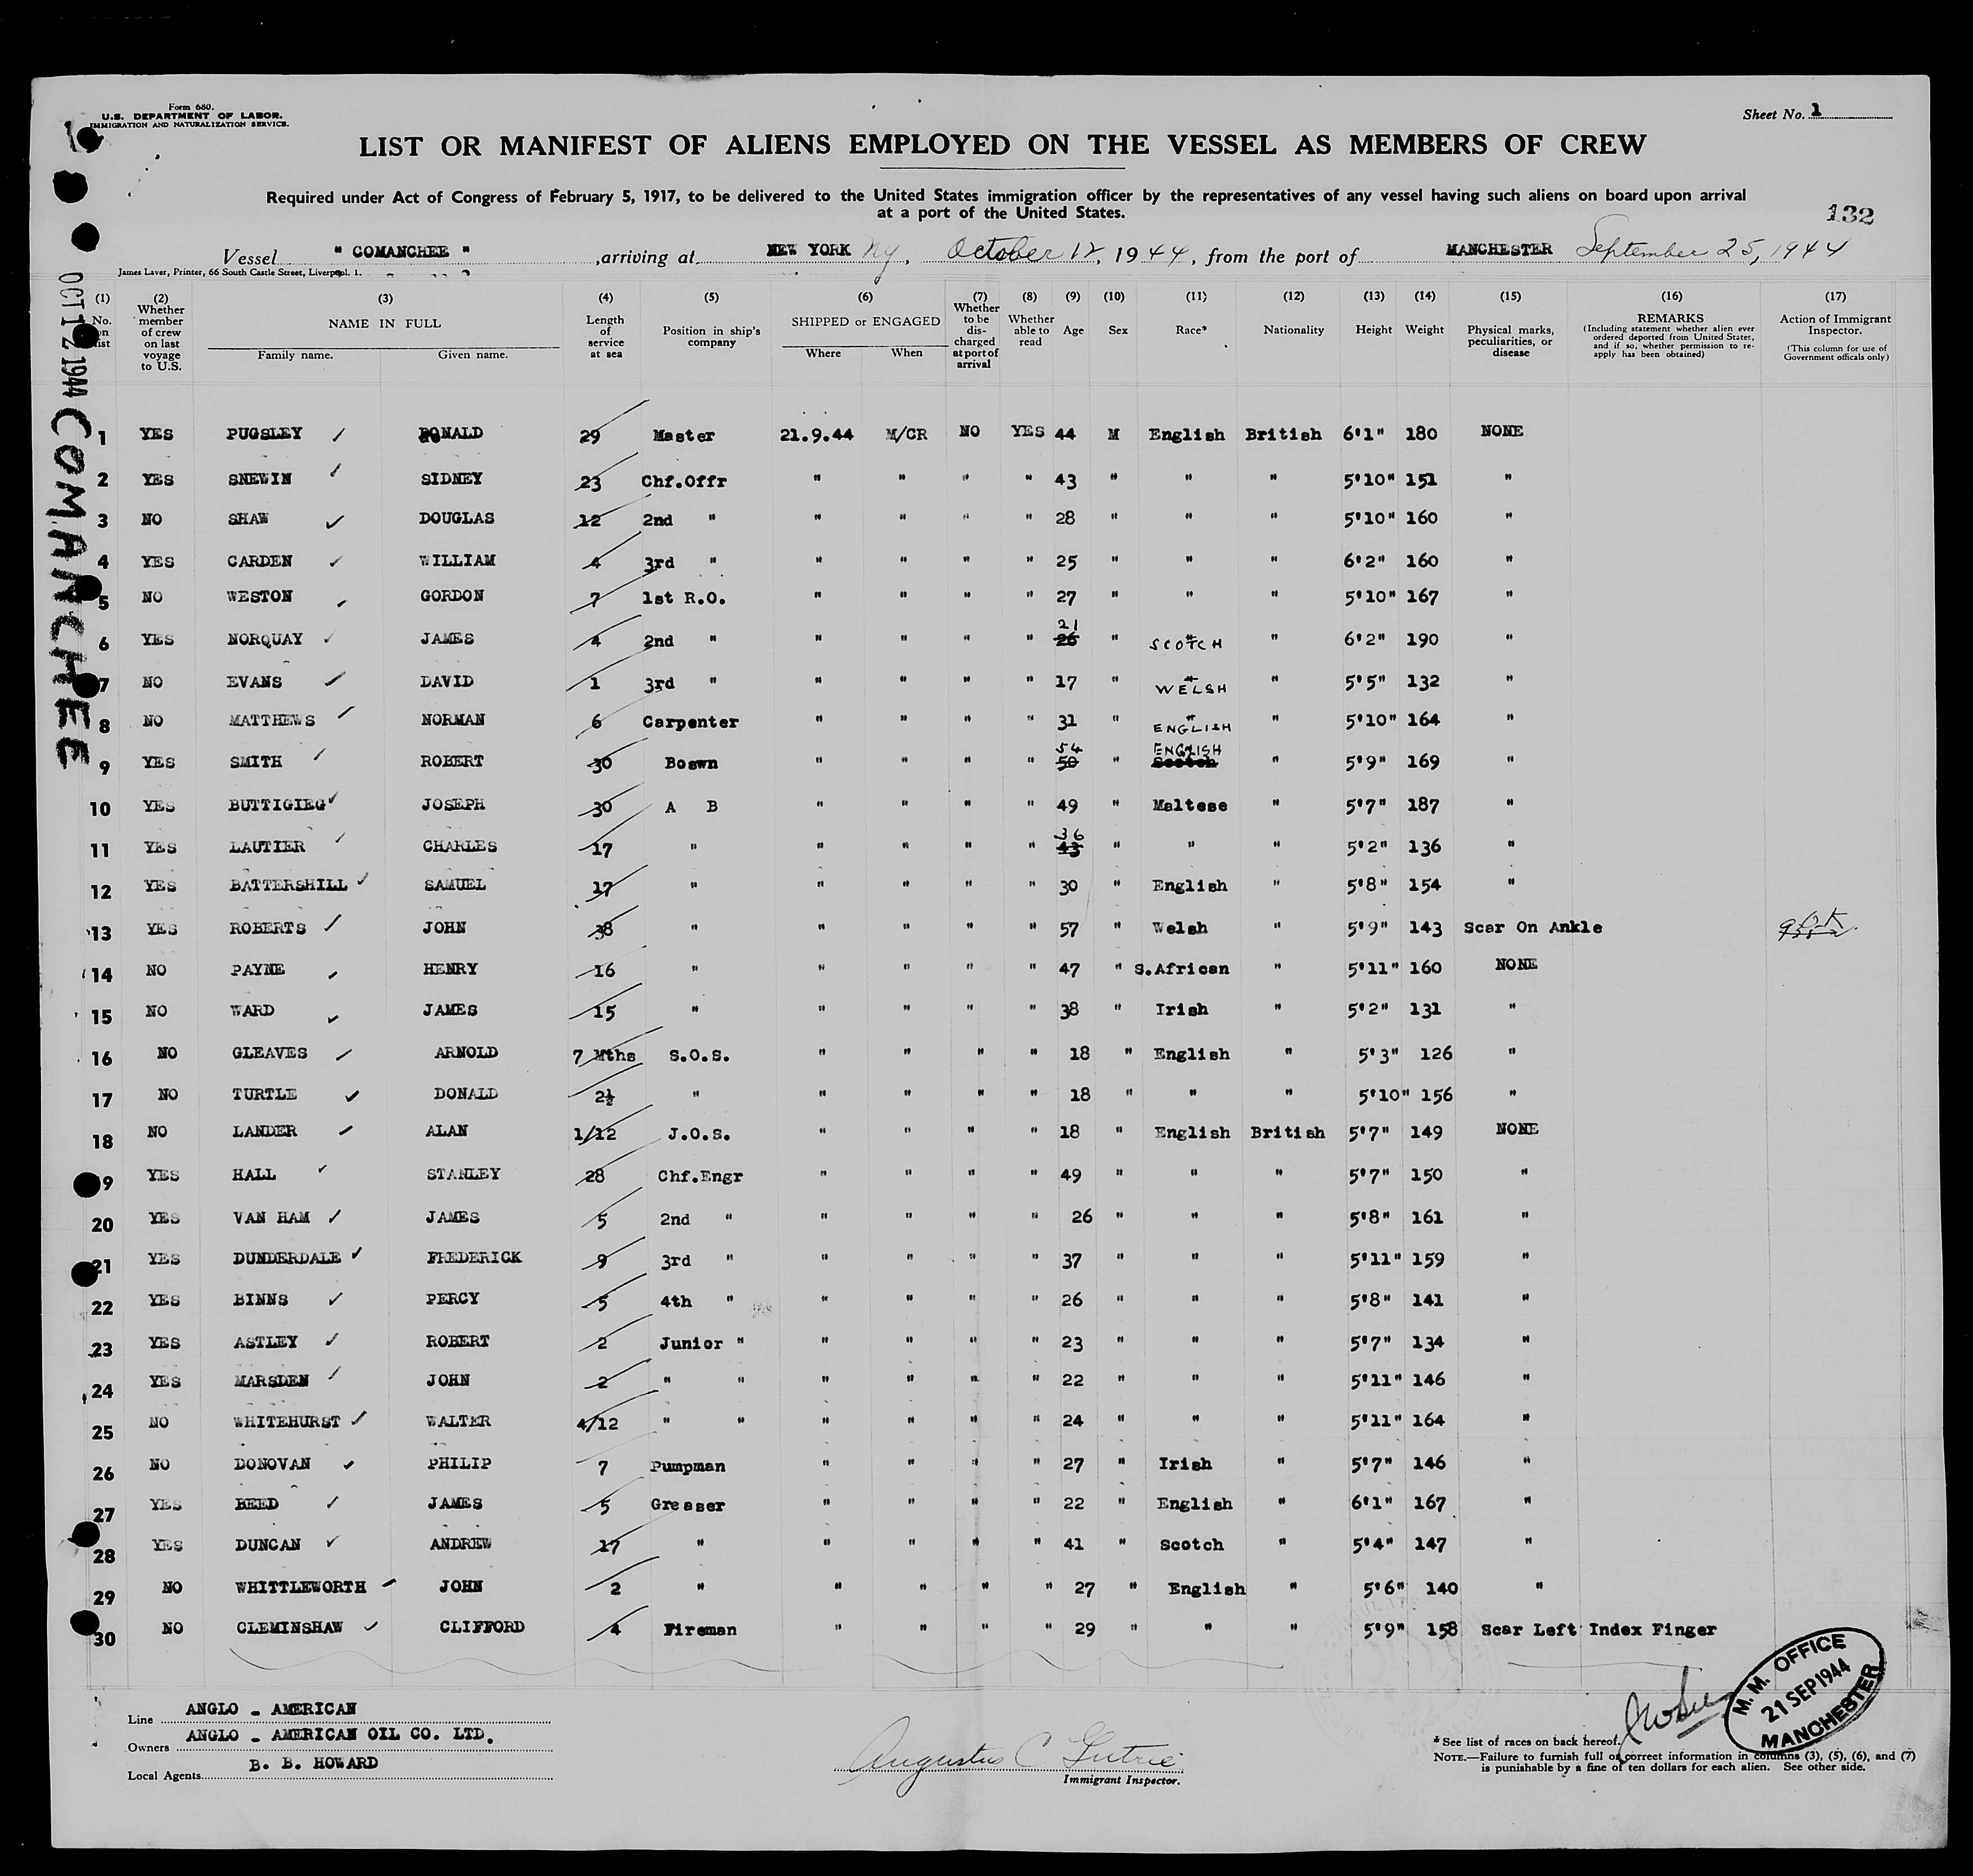 Form 680.
U.S. DEPARTMENT OF LABOR.
IMMIGRATION AND NATURALIZATION SERVICE.
Sheet No. 1
LIST OR MANIFEST OF ALIENS EMPLOYED ON THE VESSEL AS MEMBERS OF CREW
Required under Act of Congress of February 5, 1917, to be delivered to the United States immigration officer by the representatives of any vessel having such aliens on board upon arrival
at a port of the United States.
132
Vessel " COMANCHEE " ,arriving at NEW YORK NY, October 12, 1944, from the port of MANCHESTER September 25, 1944
James Laver, Printer, 66 South Castle Street, Liverpool. 1.
OCT 12 1944 COMANCHEE
(1) No. on list (2) Whether member of crew on last voyage to U.S. (3) NAME IN FULL Family name. Given name. (4) Length of service at sea (5) Position in ship's company (6) SHIPPED or ENGAGED Where When (7) Whether to be discharged at port of arrival (8) Whether able to read (9) Age (10) Sex (11) Race* (12) Nationality (13) Height (14) Weight (15) Physical marks, peculiarities, or disease (16) REMARKS (Including statement whether alien ever ordered deported from United States, and if so, whether permission to re-apply has been obtained) (17) Action of Immigrant Inspector. (This column for use of Government officals only)
1 YES PUGSLEY RONALD 29 Master 21.9.44 M/CR NO YES 44 M English British 6'1" 180 NONE
2 YES SNEWIN SIDNEY 23 Chf.Offr " " " " 43 " " " 5'10" 151 "
3 NO SHAW DOUGLAS 12 2nd " " " " " 28 " " " 5'10" 160 "
4 YES CARDEN WILLIAM 4 3rd " " " " " 25 " " " 6'2" 160 "
5 NO WESTON GORDON 7 1st R.O. " " " " 27 " " " 5'10" 167 "
6 YES NORQUAY JAMES 4 2nd " " " " " 26 21 " " SCOTCH " 6'2" 190 "
7 NO EVANS DAVID 1 3rd " " " " " 17 " " WELSH " 5'5" 132 "
8 NO MATTHEWS NORMAN 6 Carpenter " " " " 31 " " ENGLISH " 5'10" 164 "
9 YES SMITH ROBERT 30 Boswn " " " " 50 54 " Scotch ENGLISH " 5'9" 169 "
10 YES BUTTIGIEG JOSEPH 30 A B " " " " 49 " Maltese " 5'7" 187 "
11 YES LAUTIER CHARLES 17 " " " " " 43 36 " " " 5'2" 136 "
12 YES BATTERSHILL SAMUEL 17 " " " " " 30 " English " 5'8" 154 "
13 YES ROBERTS JOHN 38 " " " " " 57 " Welsh " 5'9" 143 Scar On Ankle OK
14 NO PAYNE HENRY 16 " " " " " 47 " S.African " 5'11" 160 NONE
15 NO WARD JAMES 15 " " " " " 38 " Irish " 5'2" 131 "
16 NO GLEAVES ARNOLD 7 Mths S.O.S. " " " " 18 " English " 5'3" 126 "
17 NO TURTLE DONALD 2½ " " " " " 18 " " " 5'10" 156 "
18 NO LANDER ALAN 1/12 J.O.S. " " " " 18 " English British 5'7" 149 NONE
19 YES HALL STANLEY 28 Chf.Engr " " " " 49 " " " 5'7" 150 "
20 YES VAN HAM JAMES 5 2nd " " " " " 26 " " " 5'8" 161 "
21 YES DUNDERDALE FREDERICK 9 3rd " " " " " 37 " " " 5'11" 159 "
22 YES BINNS PERCY 5 4th " " " " " 26 " " " 5'8" 141 "
23 YES ASTLEY ROBERT 2 Junior " " " " " 23 " " " 5'7" 134 "
24 YES MARSDEN JOHN 2 " " " " " " 22 " " " 5'11" 146 "
25 NO WHITEHURST WALTER 4/12 " " " " " " 24 " " " 5'11" 164 "
26 NO DONOVAN PHILIP 7 Pumpman " " " " 27 " Irish " 5'7" 146 "
27 YES BEED JAMES 5 Greaser " " " " 22 " English " 6'1" 167 "
28 YES DUNCAN ANDREW 17 " " " " " 41 " Scotch " 5'4" 147 "
29 NO WHITTLEWORTH JOHN 2 " " " " " 27 " English " 5'6" 140 "
30 NO CLEMINSHAW CLIFFORD 4 Fireman " " " " 29 " " " 5'9" 158 Scar Left Index Finger
Line ANGLO - AMERICAN
Owners ANGLO - AMERICAN OIL CO. LTD.
Local Agents B. B. HOWARD
Augustus C Gutrie
Immigrant Inspector.
M. M. OFFICE
21 SEP 1944
MANCHESTER
* See list of races on back hereof.
NOTE.—Failure to furnish full or correct information in columns (3), (5), (6), and (7)
is punishable by a fine of ten dollars for each alien. See other side.